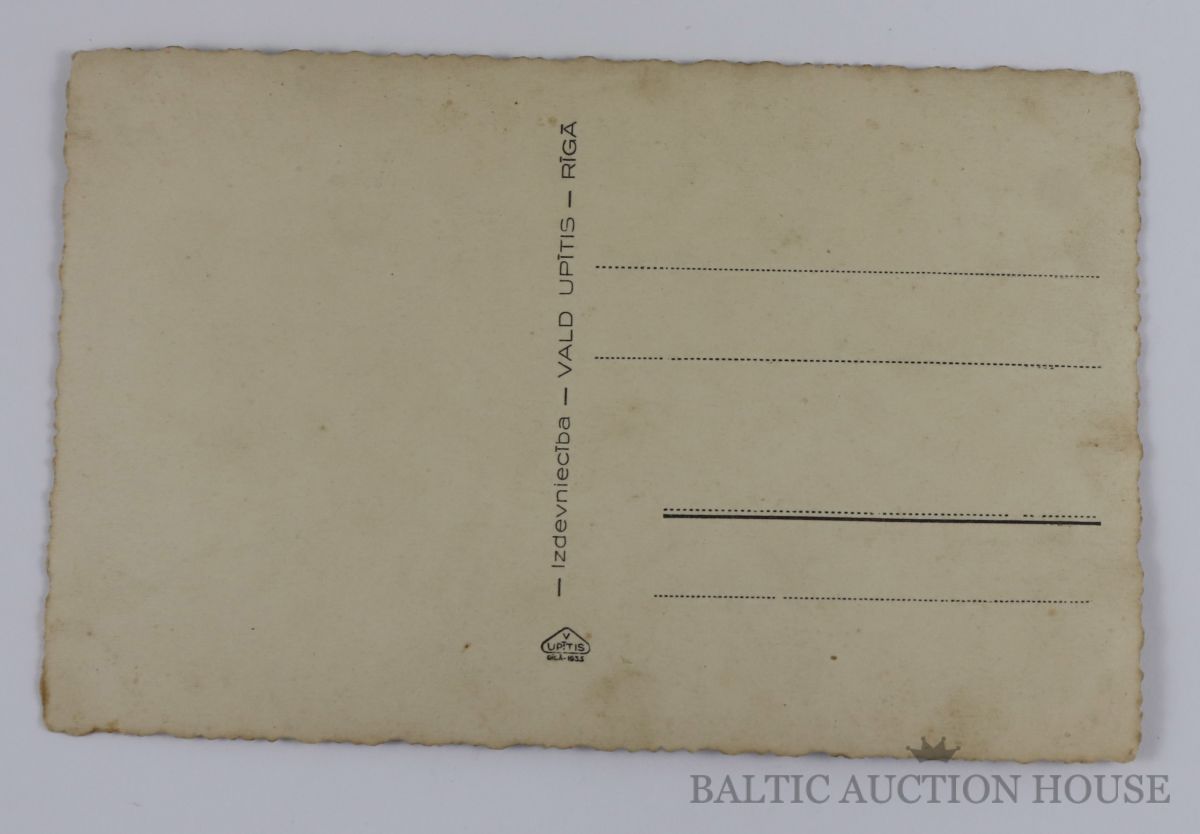 — Izdevniecība — VALD UPĪTIS — RĪGĀ
V
UPĪTIS
BALTIC AUCTION HOUSE